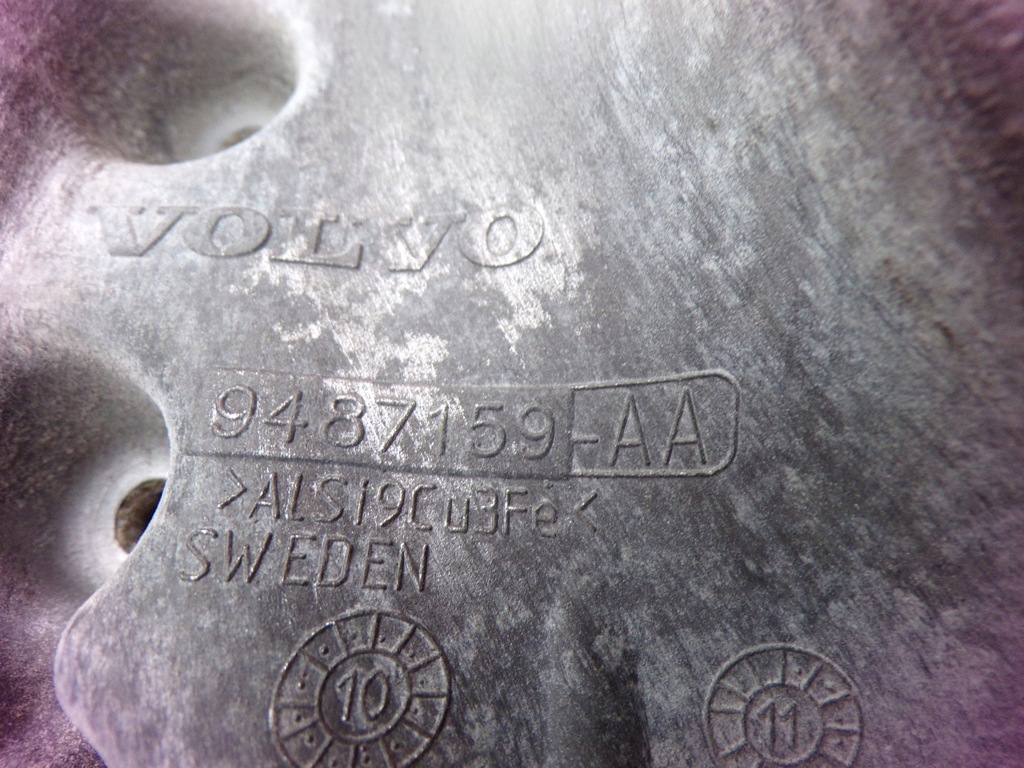 VOLVO
9487159-AA
>ALSi9Cu3Fe<
SWEDEN
10 11